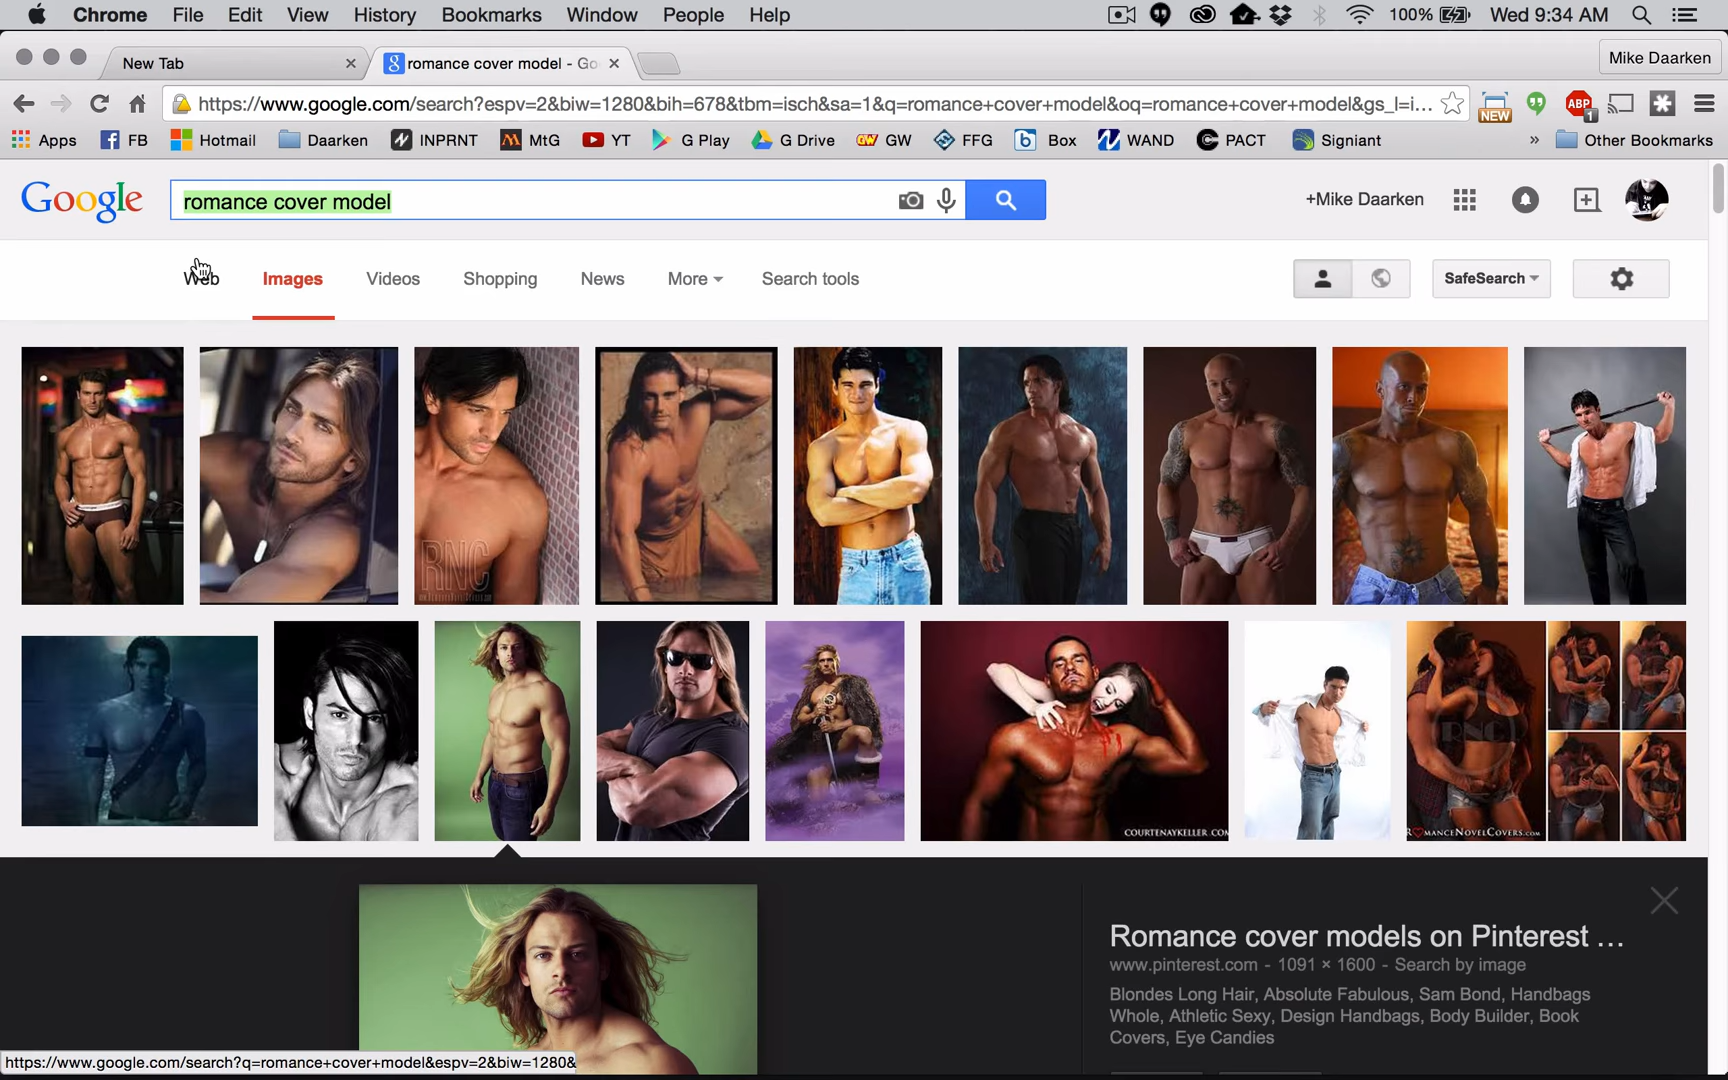 Chrome File Edit View History Bookmarks Window People Help 100% Wed 9:34 AM
New Tab romance cover model - Go Mike Daarken
https://www.google.com/search?espv=2&biw=1280&bih=678&tbm=isch&sa=1&q=romance+cover+model&oq=romance+cover+model&gs_l=i... NEW ABP 1
Apps FB Hotmail Daarken INPRNT MtG YT G Play G Drive GW GW FFG Box WAND PACT Signiant » Other Bookmarks
Google romance cover model +Mike Daarken
Web Images Videos Shopping News More Search tools SafeSearch
RNC
COURTENAYKELLER.COM
RNC
ROMANCENOVELCOVERS.COM
Romance cover models on Pinterest ...
www.pinterest.com - 1091 × 1600 - Search by image
Blondes Long Hair, Absolute Fabulous, Sam Bond, Handbags
Whole, Athletic Sexy, Design Handbags, Body Builder, Book
Covers, Eye Candies
https://www.google.com/search?q=romance+cover+model&espv=2&biw=1280&